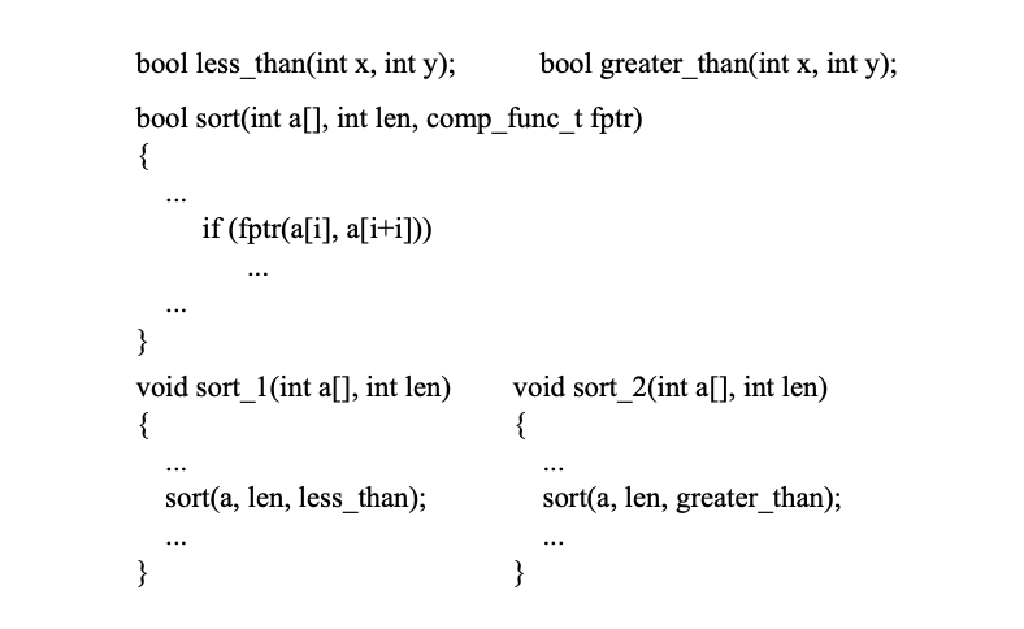 bool less_than(int x, int y); bool greater_than(int x, int y);
bool sort(int a[], int len, comp_func_t fptr)
{
...
if (fptr(a[i], a[i+i]))
...
...
}
void sort_1(int a[], int len) void sort_2(int a[], int len)
{ {
... ...
sort(a, len, less_than); sort(a, len, greater_than);
... ...
} }